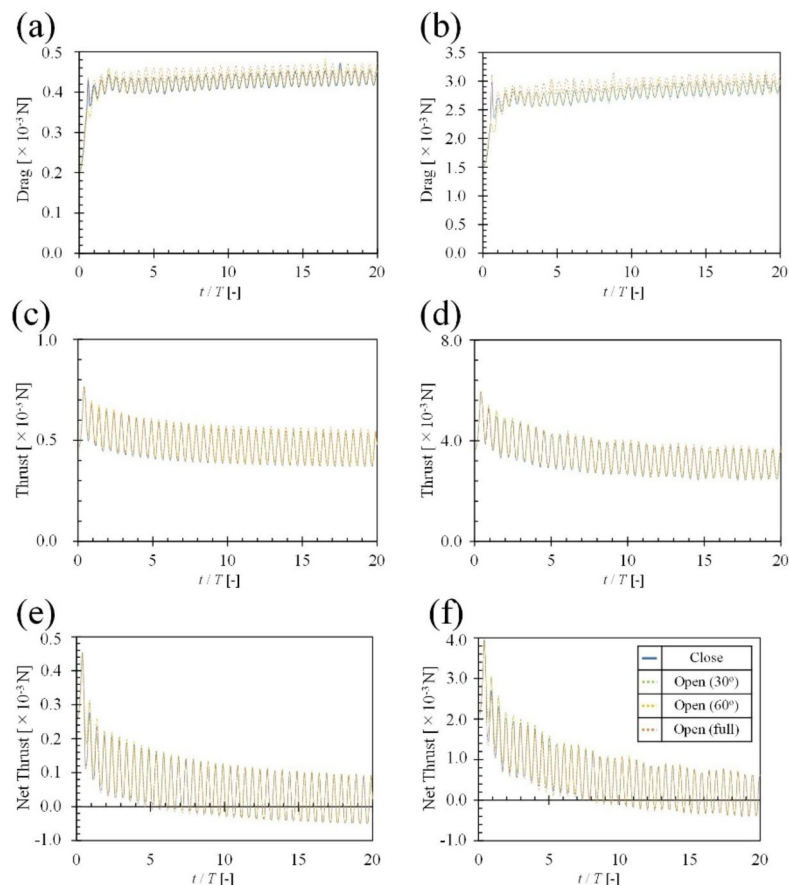 (a)
Drag [ × 10⁻³ N]
0.5
0.4
0.3
0.2
0.1
0.0
0 5 10 15 20
t / T [-]
(b)
Drag [ × 10⁻³ N]
3.5
3.0
2.5
2.0
1.5
1.0
0.5
0.0
0 5 10 15 20
t / T [-]
(c)
Thrust [ × 10⁻³ N]
1.0
0.5
0.0
0 5 10 15 20
t / T [-]
(d)
Thrust [ × 10⁻³ N]
8.0
4.0
0.0
0 5 10 15 20
t / T [-]
(e)
Net Thrust [ × 10⁻³ N]
0.5
0.4
0.3
0.2
0.1
0.0
-1.0
0 5 10 15 20
t / T [-]
(f)
Net Thrust [ × 10⁻³ N]
4.0
3.0
2.0
1.0
0.0
-1.0
0 5 10 15 20
t / T [-]
Close
Open (30°)
Open (60°)
Open (full)